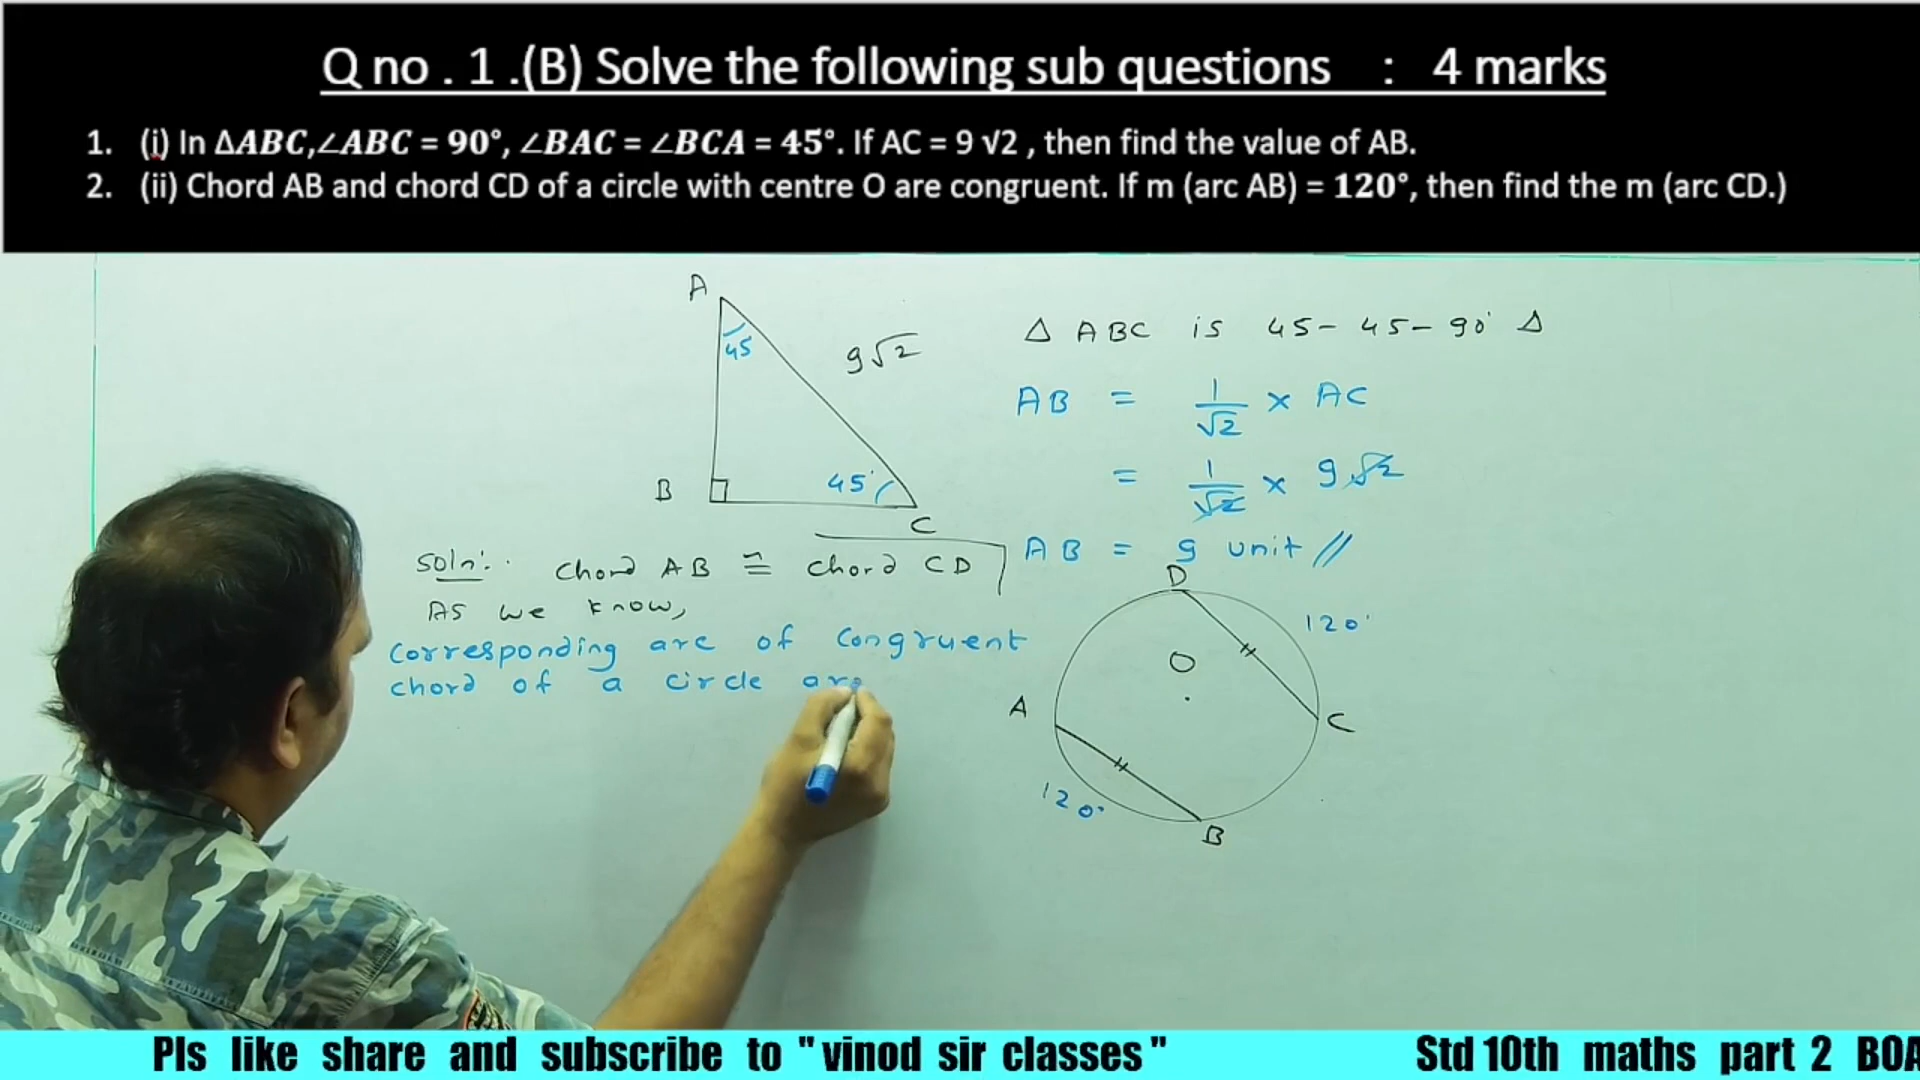 Q no . 1 .(B) Solve the following sub questions : 4 marks
1. (i) In ∆ABC,∠ABC = 90°, ∠BAC = ∠BCA = 45°. If AC = 9 √2 , then find the value of AB.
2. (ii) Chord AB and chord CD of a circle with centre O are congruent. If m (arc AB) = 120°, then find the m (arc CD.)
A
45
9√2
B
45°
C
∆ ABC is 45- 45- 90° ∆
AB = 1/√2 × AC
= 1/√2 × 9√2
AB = 9 unit //
Soln:. chord AB ≅ chord CD
As we know,
corresponding arc of congruent
chord of a circle are
D
120°
O
A
C
120°
B
Pls like share and subscribe to " vinod sir classes "
Std 10th maths part 2 BOA